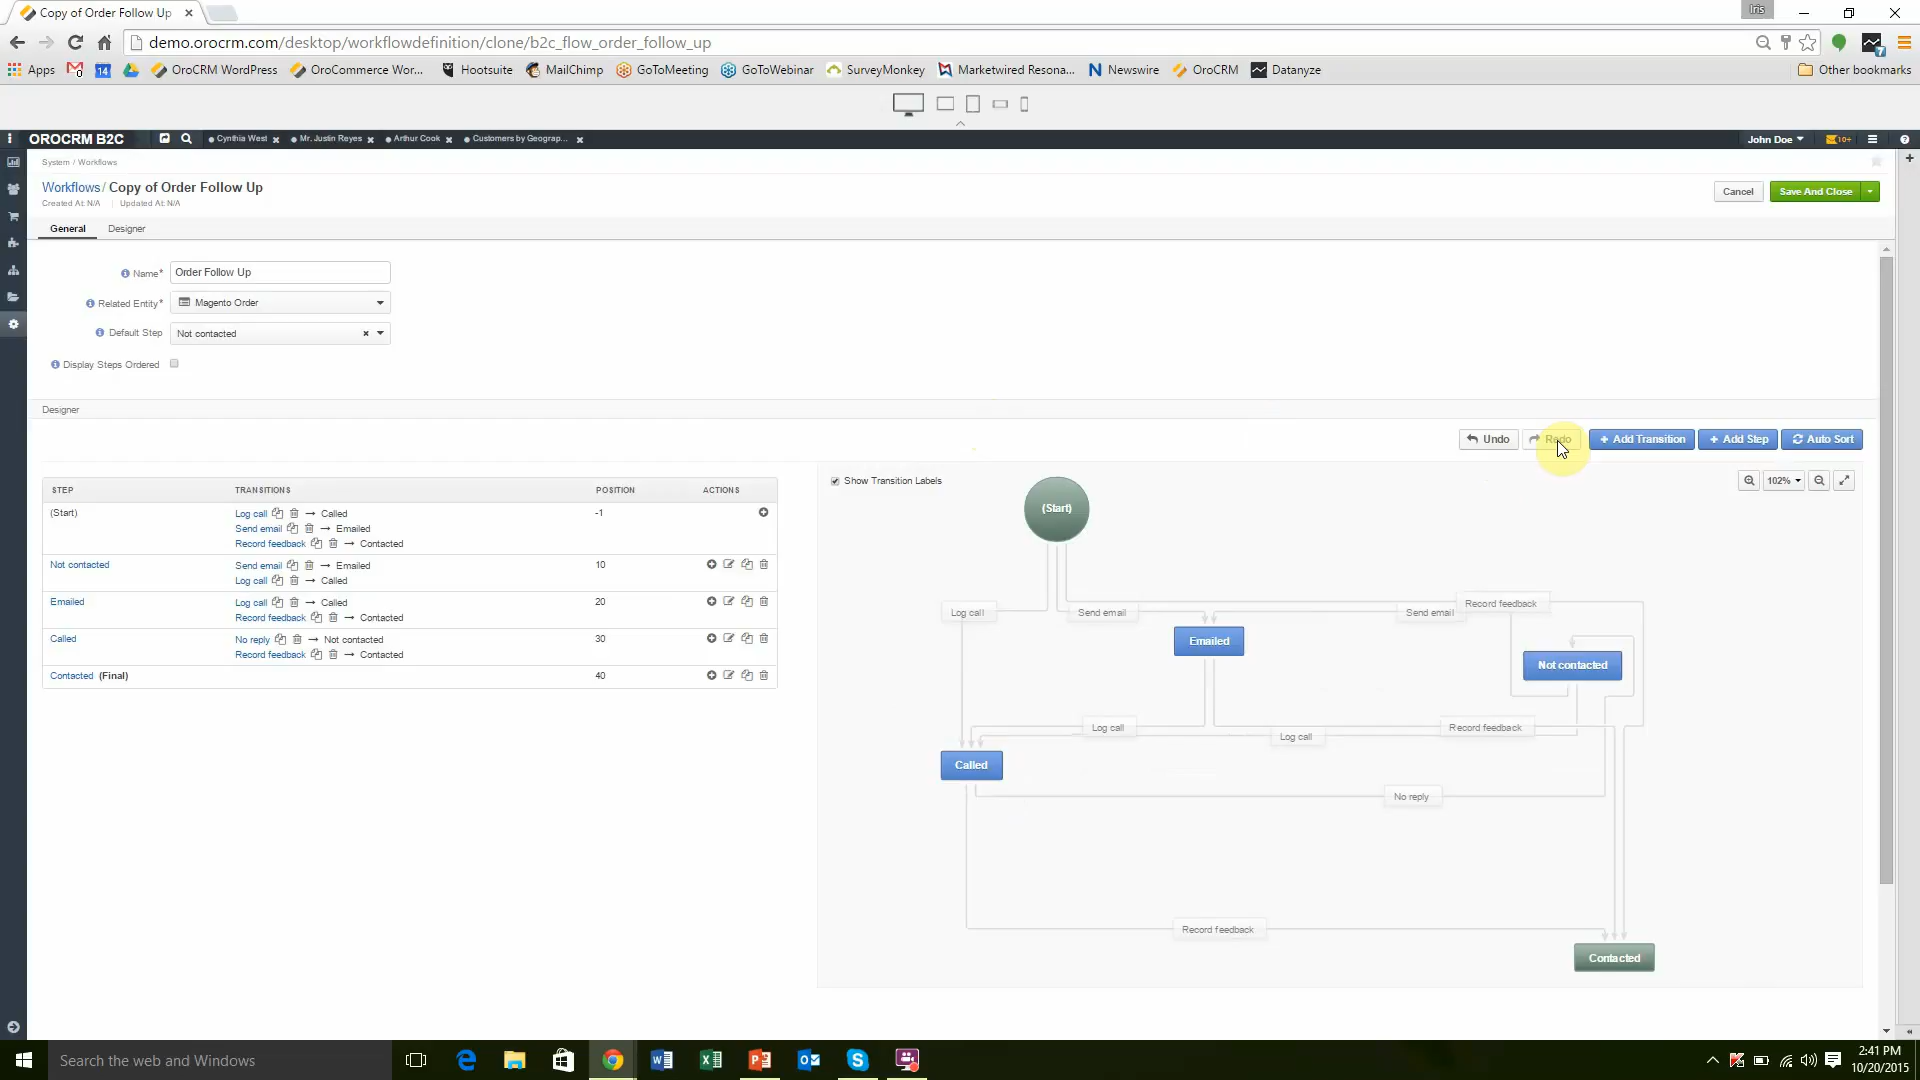 Copy of Order Follow Up
Iris
demo.orocrm.com/desktop/workflowdefinition/clone/b2c_flow_order_follow_up
Apps
14
OroCRM WordPress
OroCommerce Wor...
Hootsuite
MailChimp
GoToMeeting
GoToWebinar
SurveyMonkey
Marketwired Resona...
Newswire
OroCRM
Datanyze
Other bookmarks
OROCRM B2C
Cynthia West
Mr. Justin Reyes
Arthur Cook
Customers by Geograp...
John Doe
10+
System / Workflows
Workflows / Copy of Order Follow Up
Created At: N/A
Updated At: N/A
Cancel
Save And Close
General
Designer
Name*
Order Follow Up
Related Entity*
Magento Order
Default Step
Not contacted
Display Steps Ordered
Designer
Undo
Redo
+ Add Transition
+ Add Step
Auto Sort
STEP TRANSITIONS POSITION ACTIONS
(Start) Log call → Called -1
Send email → Emailed
Record feedback → Contacted
Not contacted Send email → Emailed 10
Log call → Called
Emailed Log call → Called 20
Record feedback → Contacted
Called No reply → Not contacted 30
Record feedback → Contacted
Contacted (Final) 40
Show Transition Labels
102%
(Start)
Log call
Send email
Send email
Record feedback
Emailed
Not contacted
Log call
Log call
Record feedback
Called
No reply
Record feedback
Contacted
Search the web and Windows
2:41 PM
10/20/2015